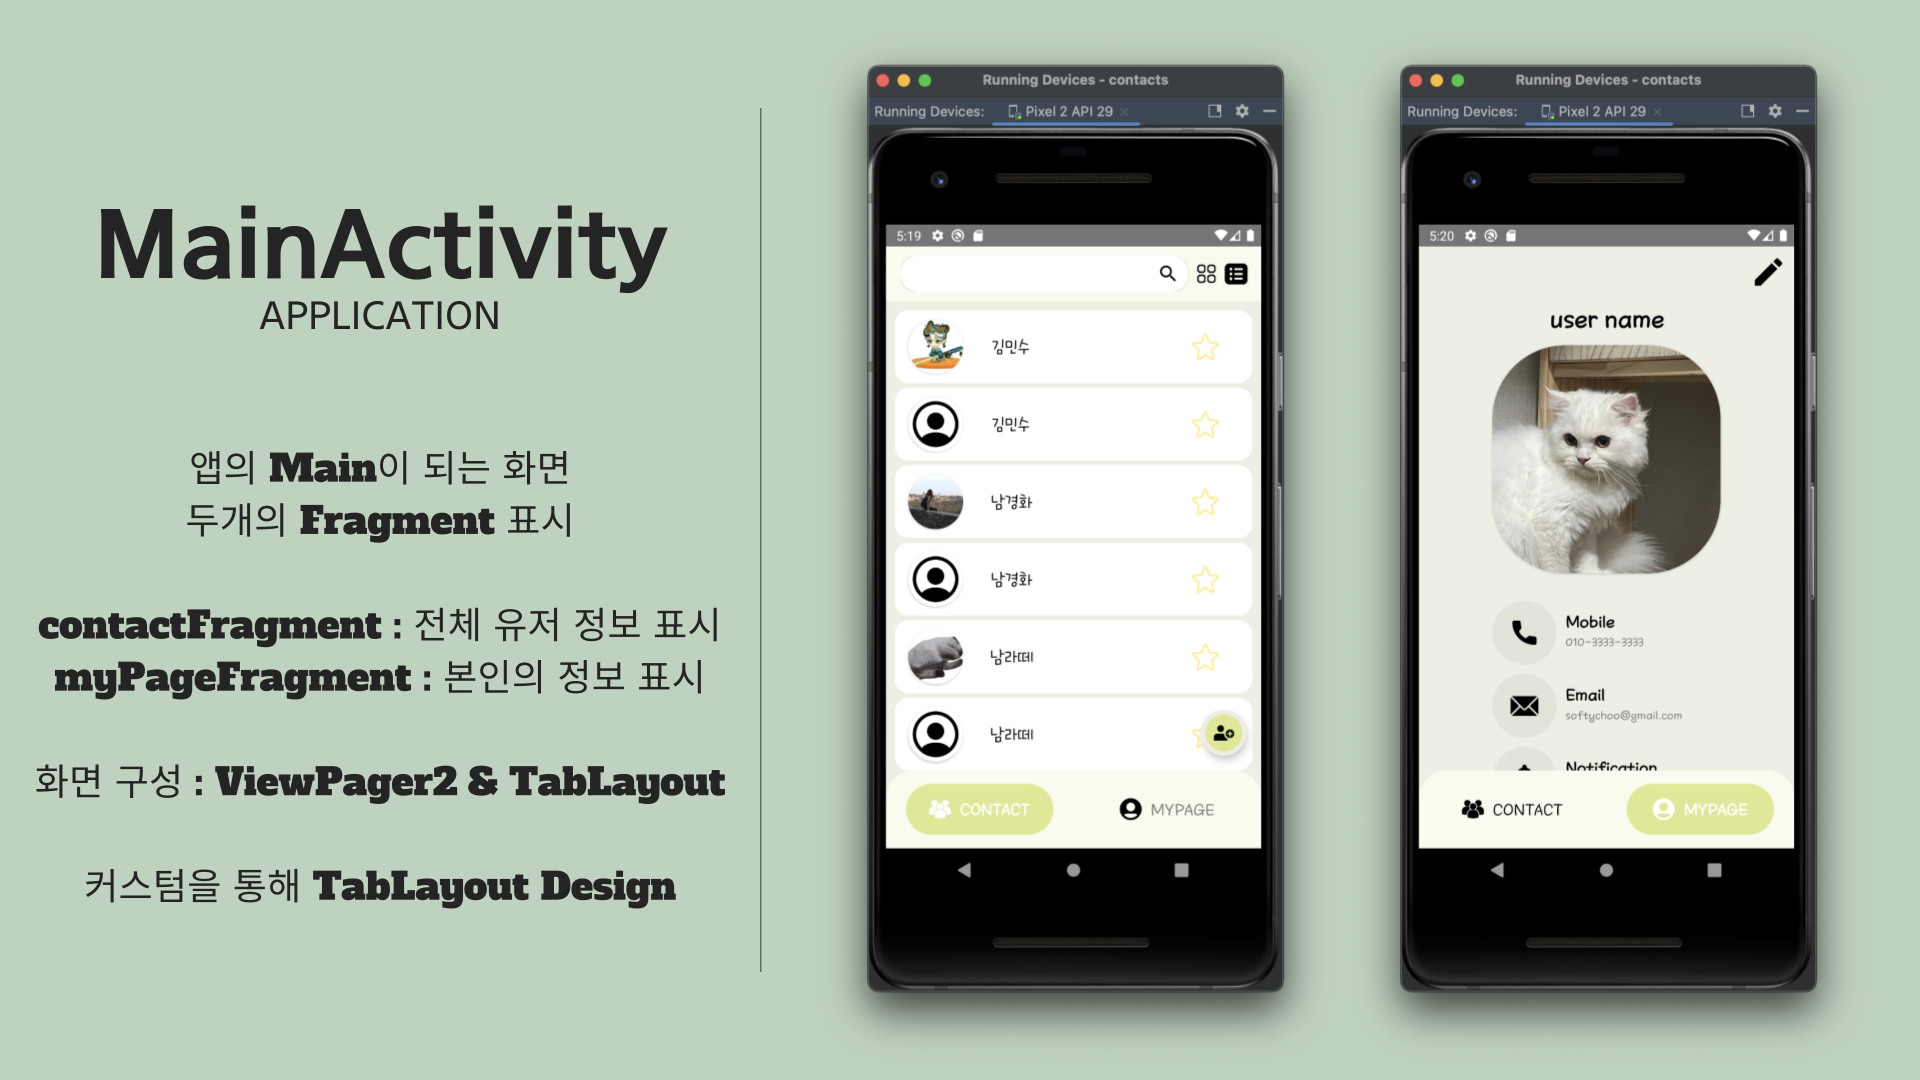 MainActivity
APPLICATION
앱의 Main이 되는 화면
두개의 Fragment 표시
contactFragment : 전체 유저 정보 표시
myPageFragment : 본인의 정보 표시
화면 구성 : ViewPager2 & TabLayout
커스텀을 통해 TabLayout Design
Running Devices - contacts
Running Devices: Pixel 2 API 29
5:19
김민수
김민수
남경화
남경화
남라떼
남라떼
CONTACT MYPAGE
Running Devices - contacts
Running Devices: Pixel 2 API 29
5:20
user name
Mobile
010-3333-3333
Email
softychoo@gmail.com
Notification
CONTACT MYPAGE